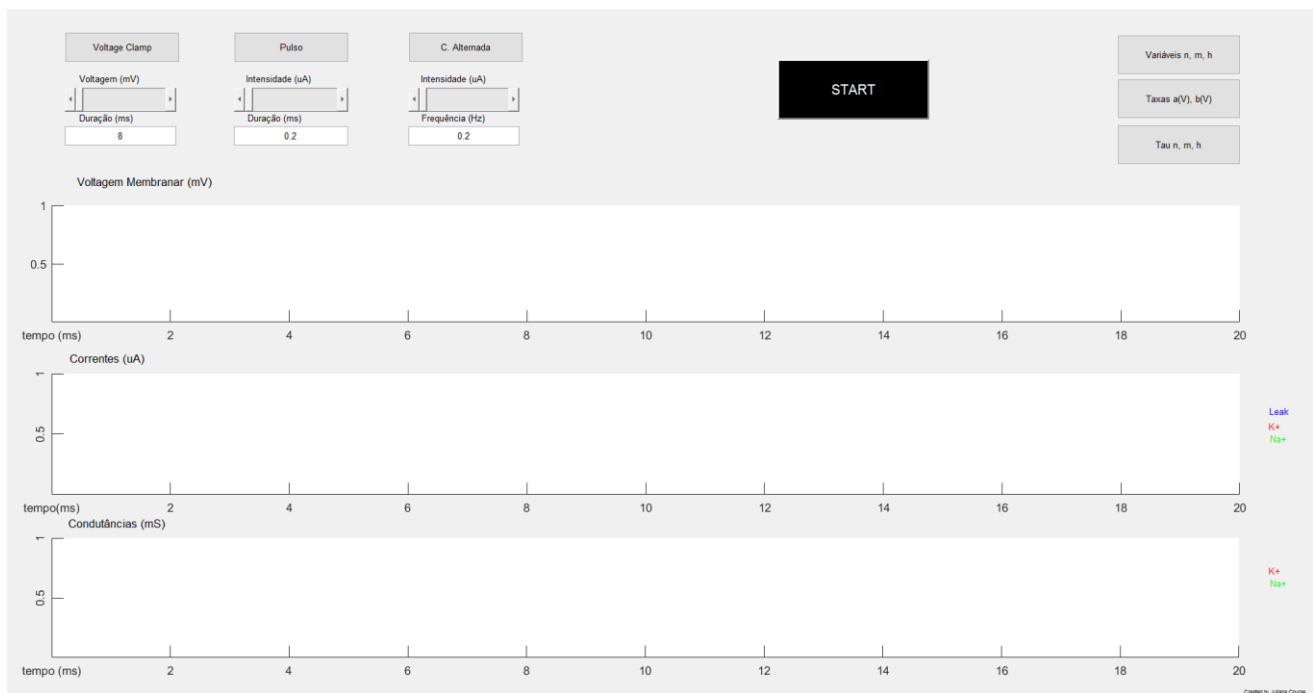 Voltage Clamp
Pulso
C. Alternada
Voltagem (mV)
Intensidade (uA)
Intensidade (uA)
Duração (ms)
Duração (ms)
Frequência (Hz)
8
0.2
0.2
START
Variáveis n, m, h
Taxas a(V), b(V)
Tau n, m, h
Voltagem Membranar (mV)
1
0.5
tempo (ms) 2 4 6 8 10 12 14 16 18 20
Correntes (uA)
1
0.5
Leak
K+
Na+
tempo(ms) 2 4 6 8 10 12 14 16 18 20
Condutâncias (mS)
1
0.5
K+
Na+
tempo (ms) 2 4 6 8 10 12 14 16 18 20
Created by Juliana